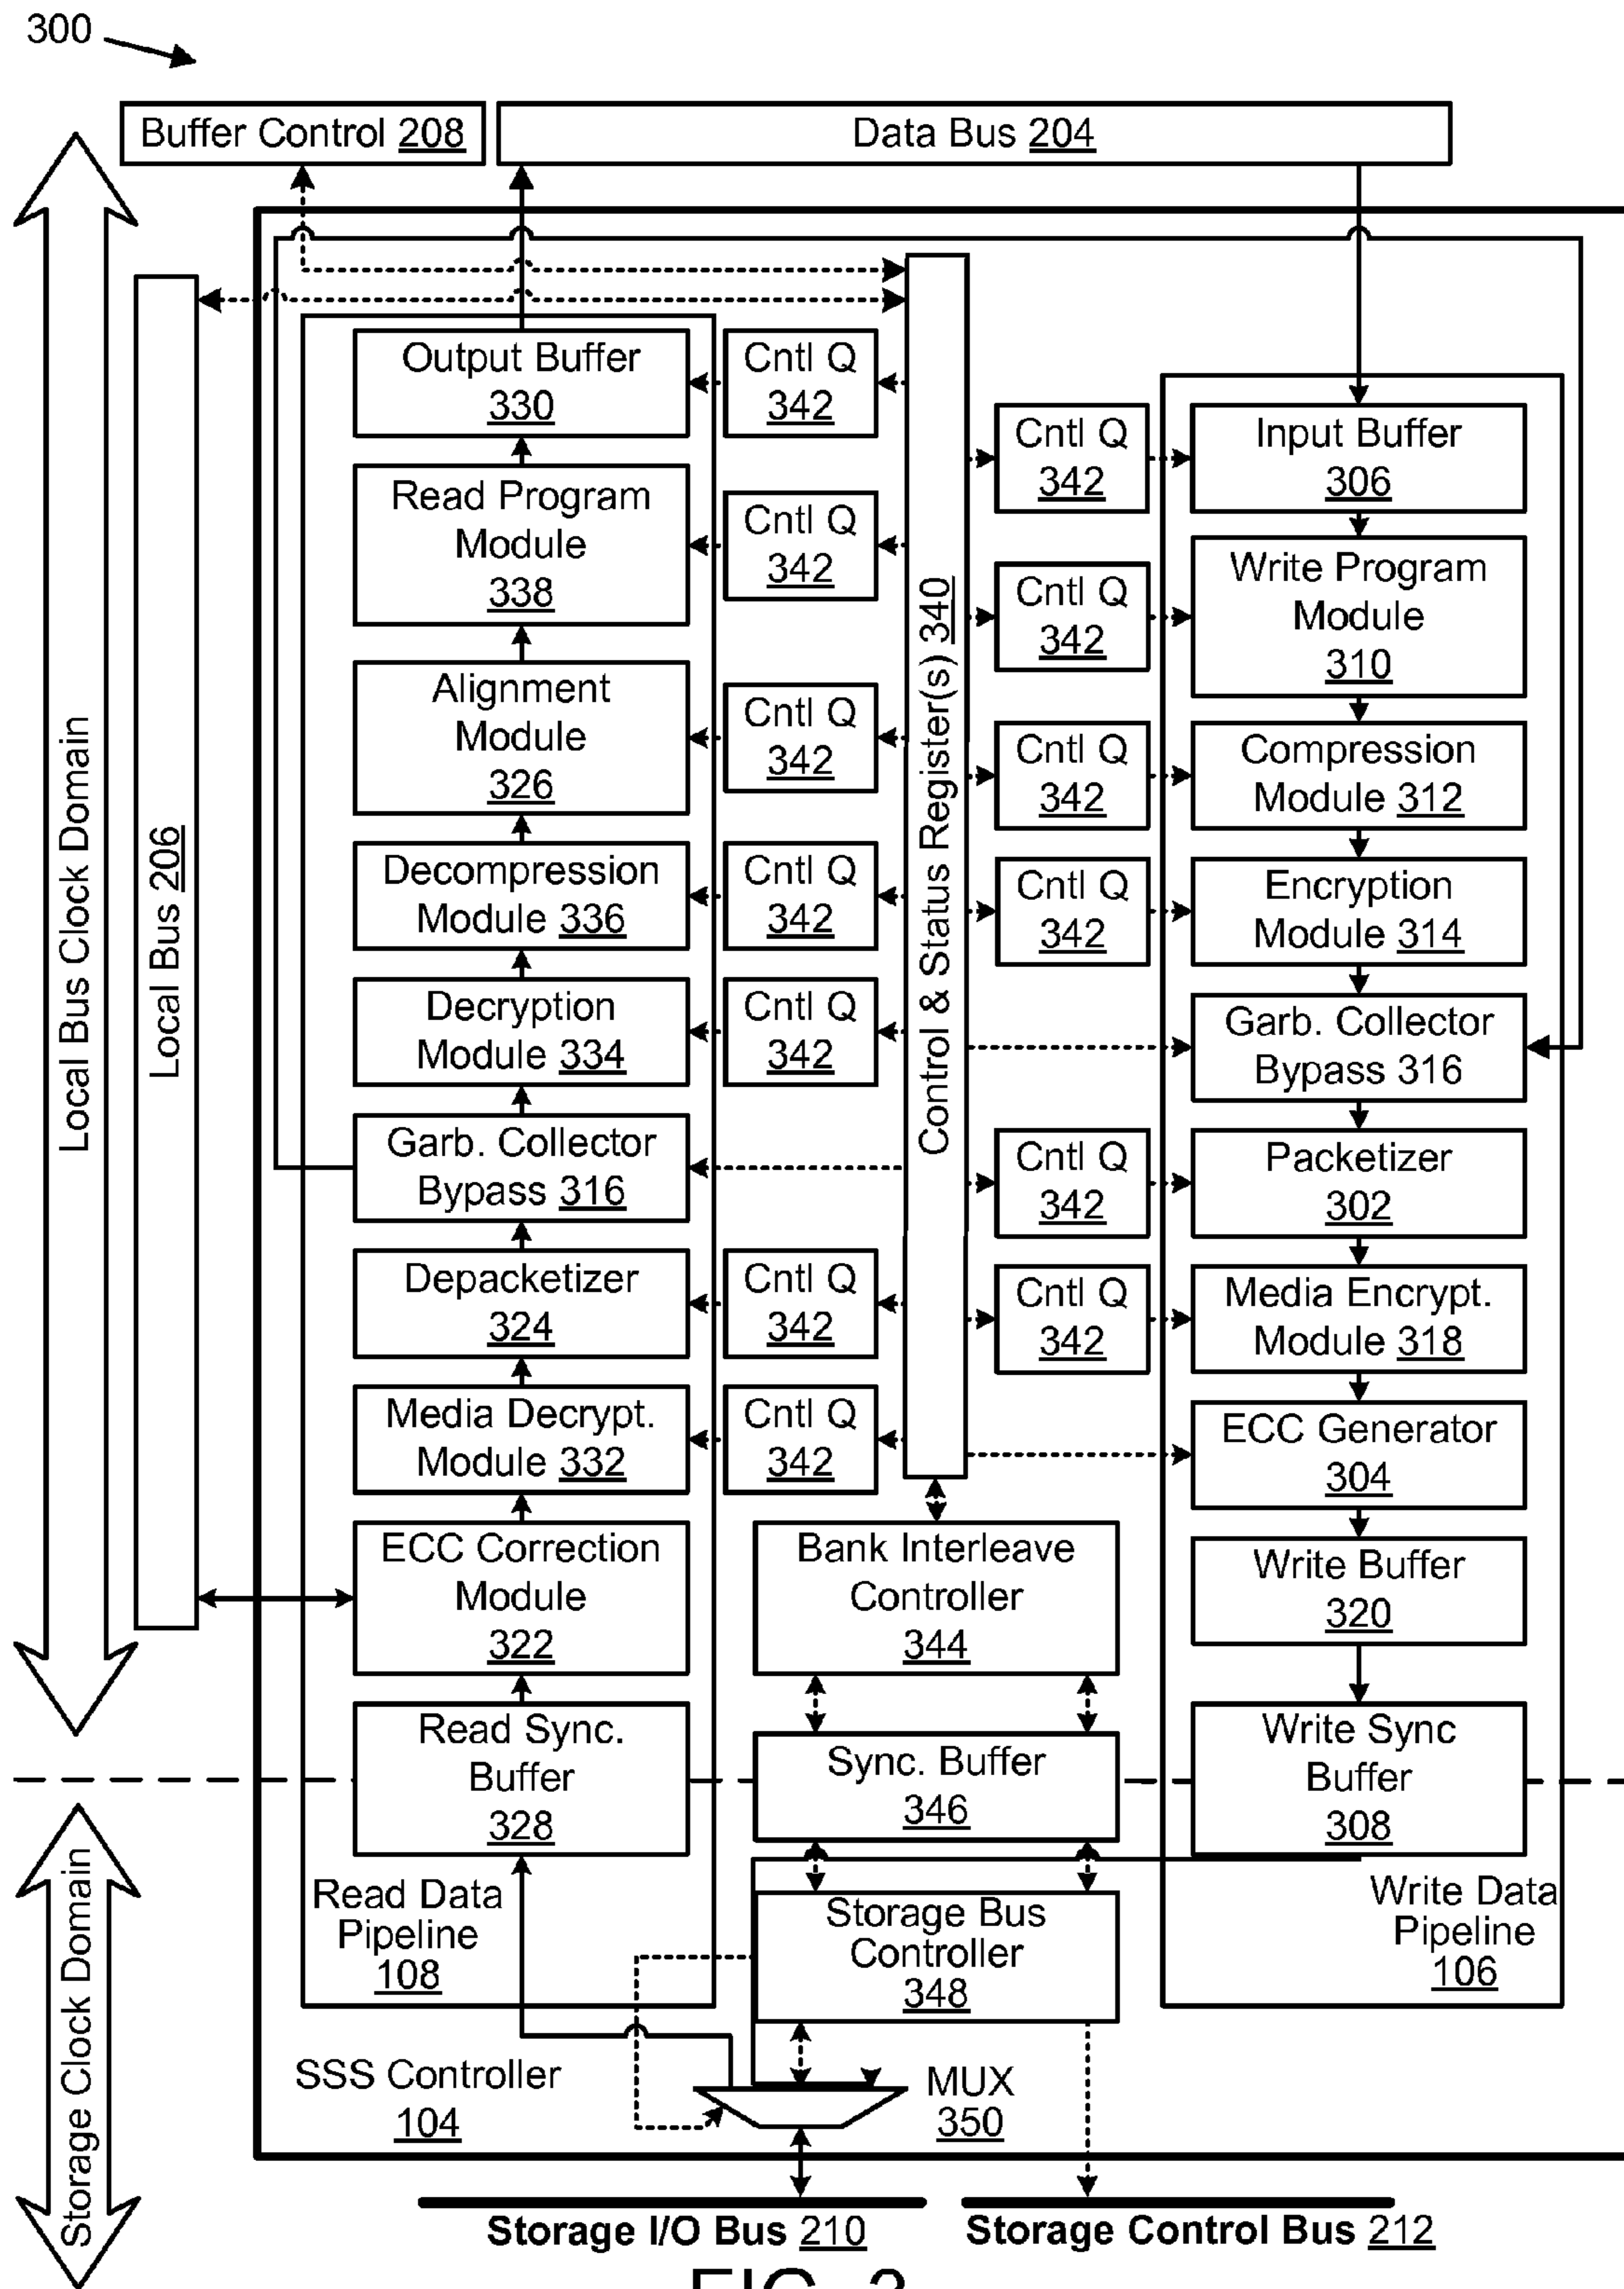 300
Buffer Control 208
Data Bus 204
Local Bus Clock Domain
Local Bus 206
Output Buffer
330
Cntl Q
342
Read Program
Module
338
Cntl Q
342
Alignment
Module
326
Cntl Q
342
Decompression
Module 336
Cntl Q
342
Decryption
Module 334
Cntl Q
342
Garb. Collector
Bypass 316
Depacketizer
324
Cntl Q
342
Media Decrypt.
Module 332
Cntl Q
342
ECC Correction
Module
322
Read Sync.
Buffer
328
Read Data
Pipeline
108
Control & Status Register(s) 340
Bank Interleave
Controller
344
Sync. Buffer
346
Storage Bus
Controller
348
Cntl Q
342
Input Buffer
306
Cntl Q
342
Write Program
Module
310
Cntl Q
342
Compression
Module 312
Cntl Q
342
Encryption
Module 314
Garb. Collector
Bypass 316
Cntl Q
342
Packetizer
302
Cntl Q
342
Media Encrypt.
Module 318
ECC Generator
304
Write Buffer
320
Write Sync
Buffer
308
Write Data
Pipeline
106
Storage Clock Domain
SSS Controller
104
MUX
350
Storage I/O Bus 210
Storage Control Bus 212